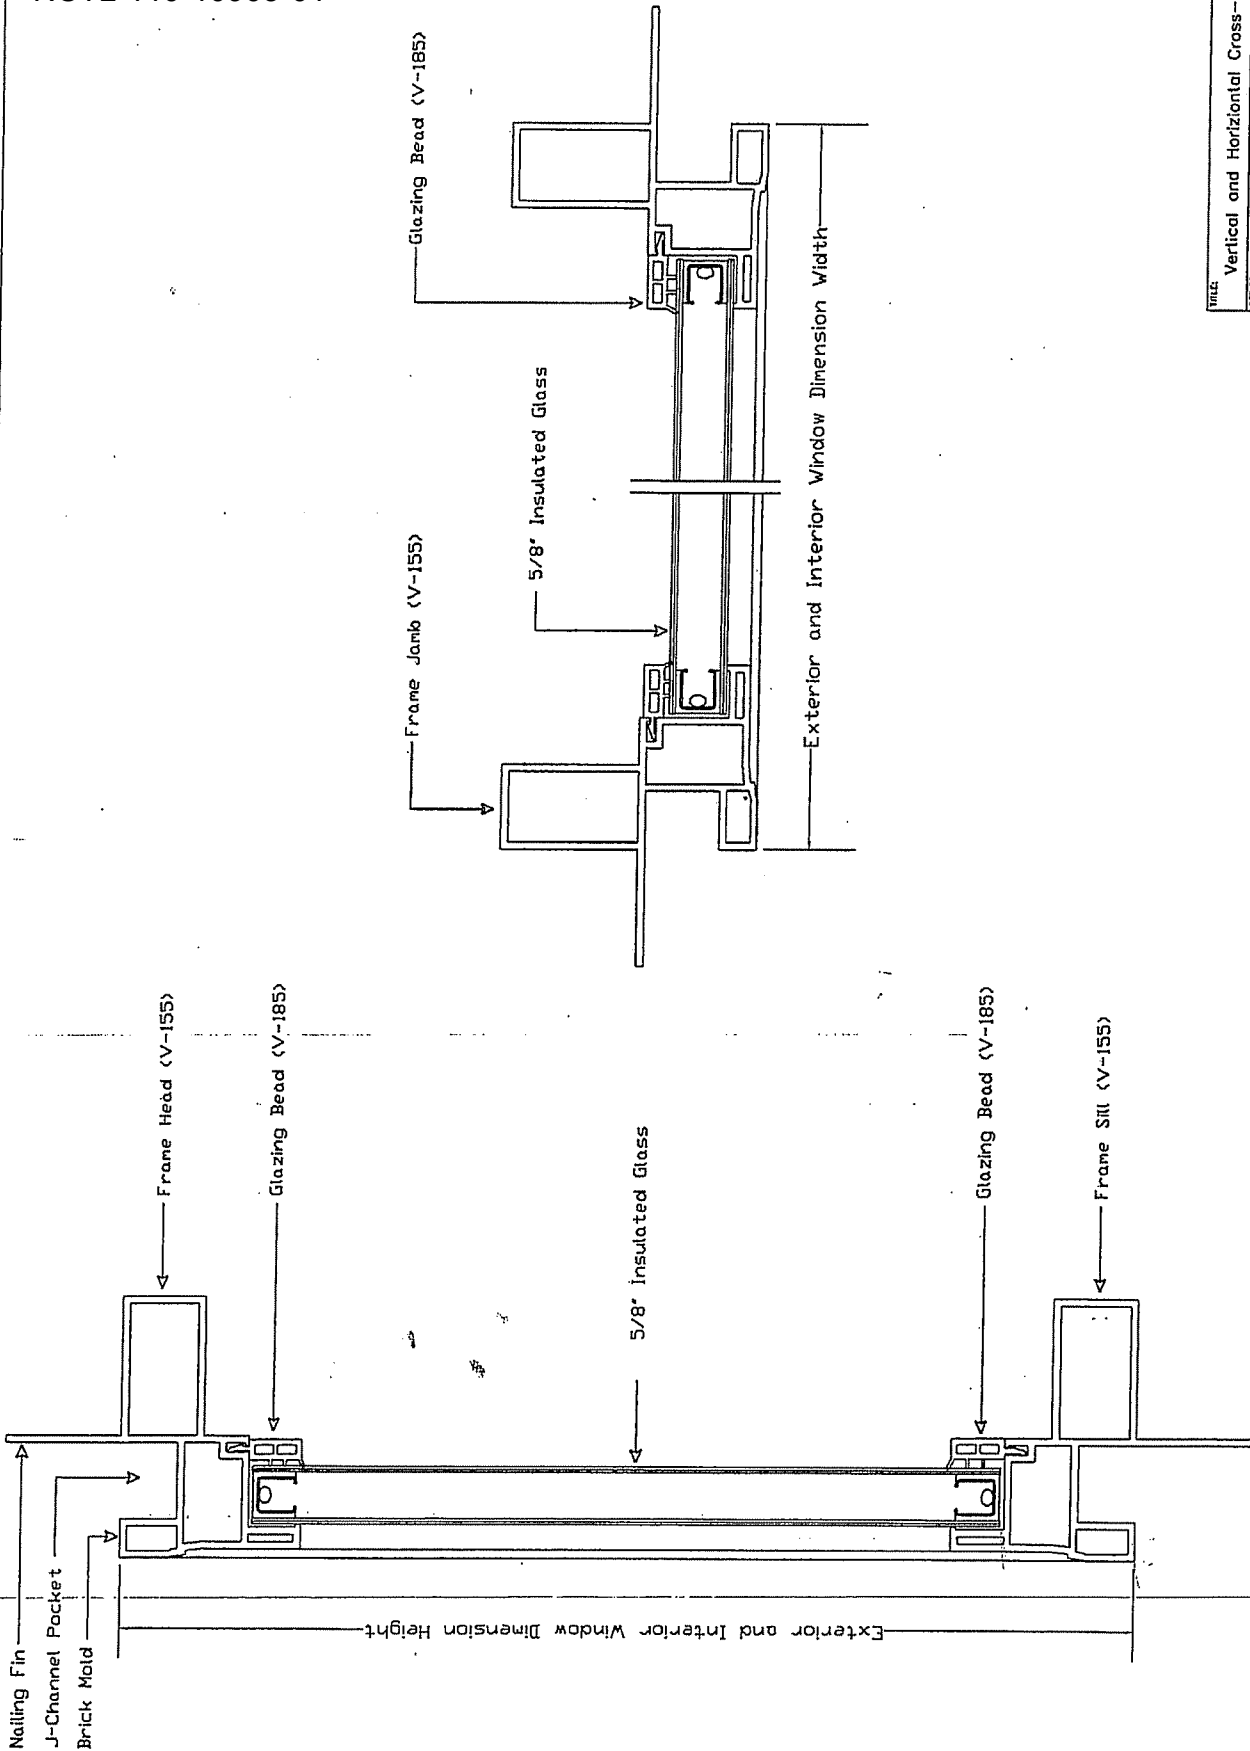 Nailing Fin
J-Channel Pocket
Brick Mold
Exterior and Interior Window Dimension Height
Frame Head (V-155)
Glazing Bead (V-185)
5/8" Insulated Glass
Glazing Bead (V-185)
Frame Sill (V-155)
Frame Jamb (V-155)
5/8" Insulated Glass
Glazing Bead (V-185)
Exterior and Interior Window Dimension Width
TITLE:
Vertical and Horiziontal Cross-